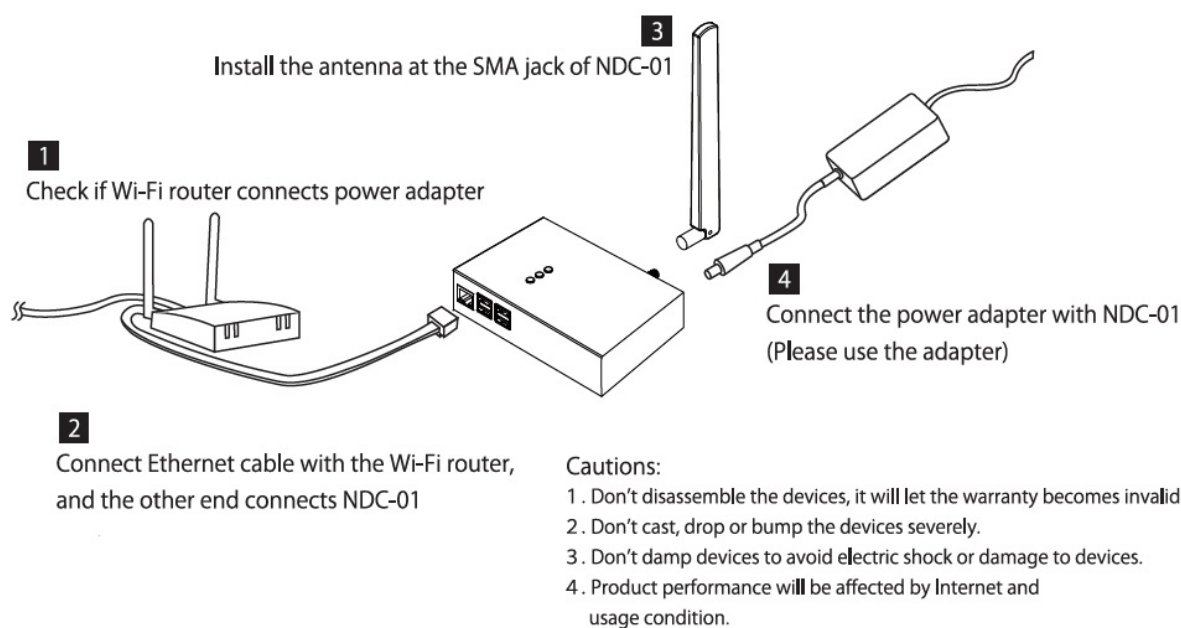 3
Install the antenna at the SMA jack of NDC-01
1
Check if Wi-Fi router connects power adapter
4
Connect the power adapter with NDC-01
(Please use the adapter)
2
Connect Ethernet cable with the Wi-Fi router,
and the other end connects NDC-01
Cautions:
1. Don't disassemble the devices, it will let the warranty becomes invalid
2. Don't cast, drop or bump the devices severely.
3. Don't damp devices to avoid electric shock or damage to devices.
4. Product performance will be affected by Internet and
usage condition.